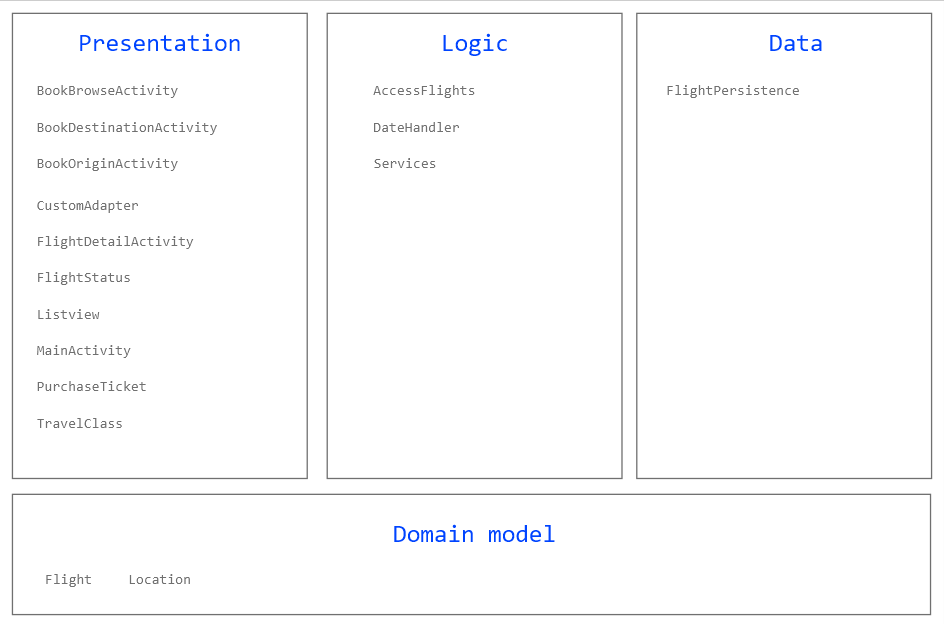 Presentation
BookBrowseActivity
BookDestinationActivity
BookOriginActivity
CustomAdapter
FlightDetailActivity
FlightStatus
Listview
MainActivity
PurchaseTicket
TravelClass
Logic
AccessFlights
DateHandler
Services
Data
FlightPersistence
Domain model
Flight Location